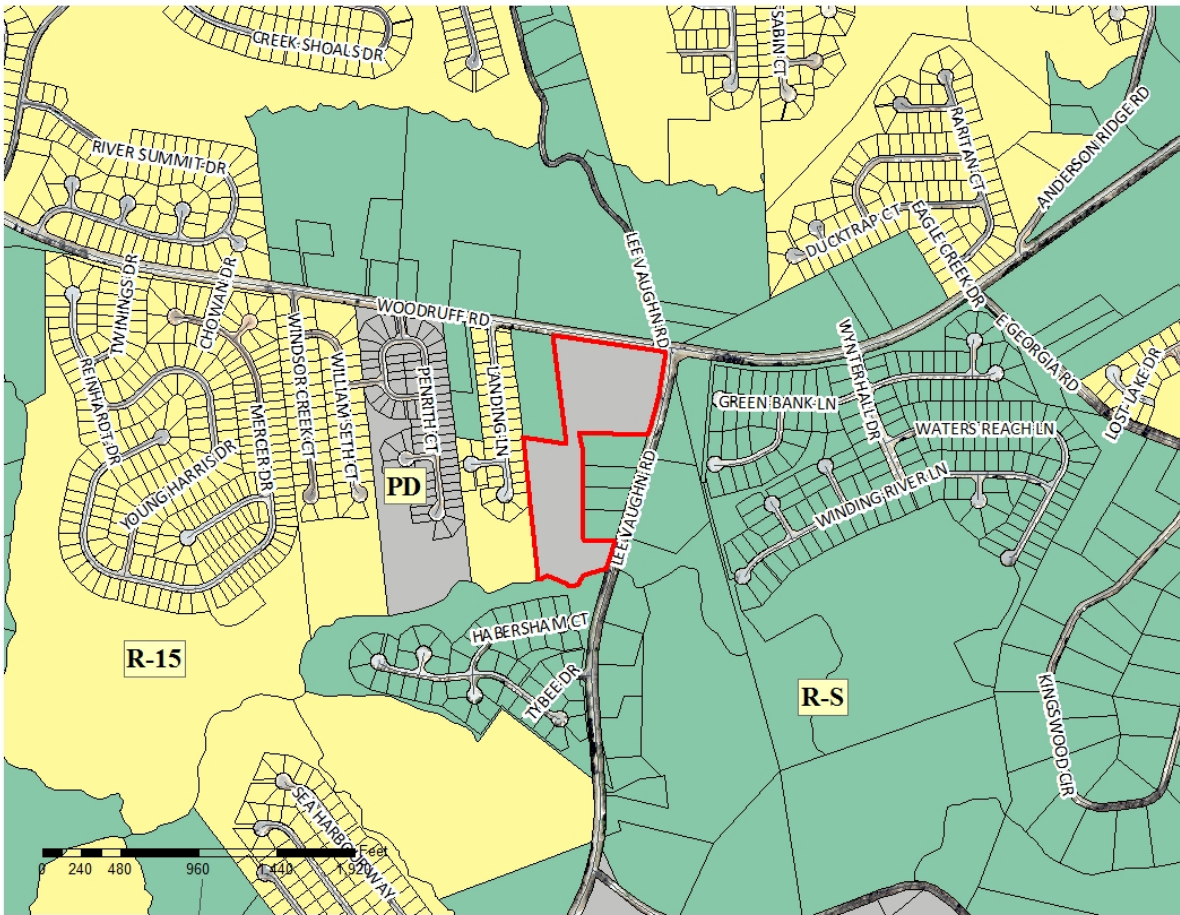 CREEK SHOALS DR
SABIN CT
RARITAN CT
ANDERSON RIDGE RD
RIVER SUMMIT DR
DUCKTRAP CT
EAGLE CREEK DR
LEE VAUGHN RD
TWININGS DR
CHOWAN DR
WOODRUFF RD
WINDSOR CREEK CT
WILLIAM SETH CT
PENRITH CT
LANDING LN
WYNTERHALL DR
E GEORGIA RD
LOST LAKE DR
REINHARDT DR
MERCER DR
GREEN BANK LN
WATERS REACH LN
YOUNG HARRIS DR
PD
WINDING RIVER LN
LEE VAUGHN RD
HABERSHAM CT
R-15
TYBEE DR
R-S
KINGSWOOD CIR
SEA HARBOUR WAY
Feet
0 240 480 960 1,440 1,920